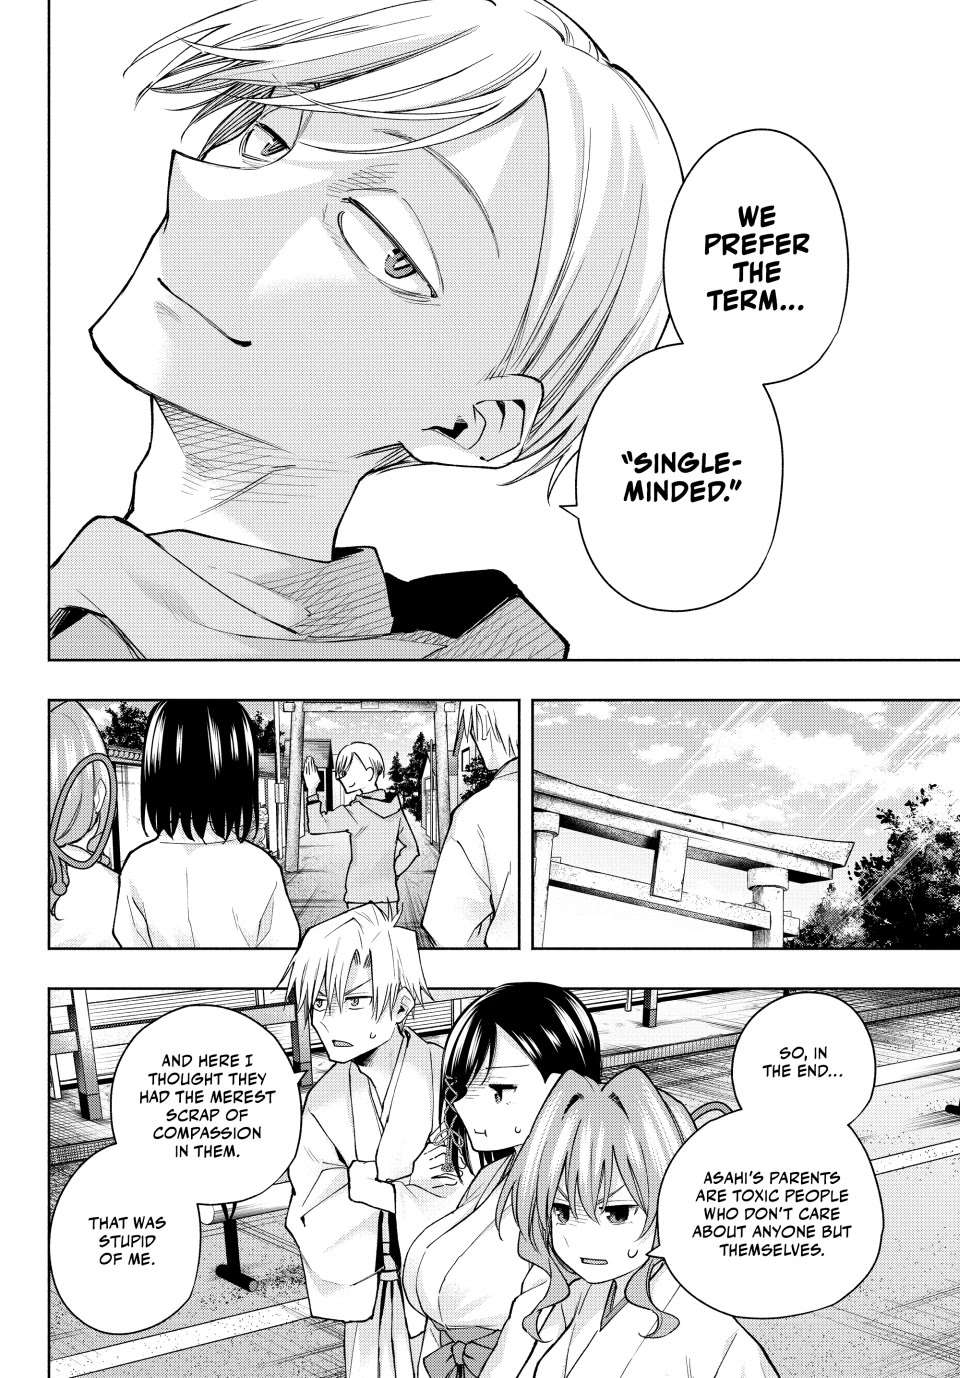 WE
PREFER
THE
TERM...
"SINGLE-
MINDED."
SO, IN
THE END...
ASAHI'S PARENTS
ARE TOXIC PEOPLE
WHO DON'T CARE
ABOUT ANYONE BUT
THEMSELVES.
AND HERE I
THOUGHT THEY
HAD THE MEREST
SCRAP OF
COMPASSION
IN THEM.
THAT WAS
STUPID
OF ME.